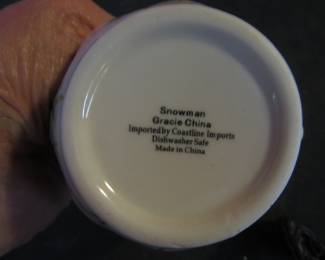 Snowman
Gracie China
Imported by Coastline Imports
Dishwasher Safe
Made in China